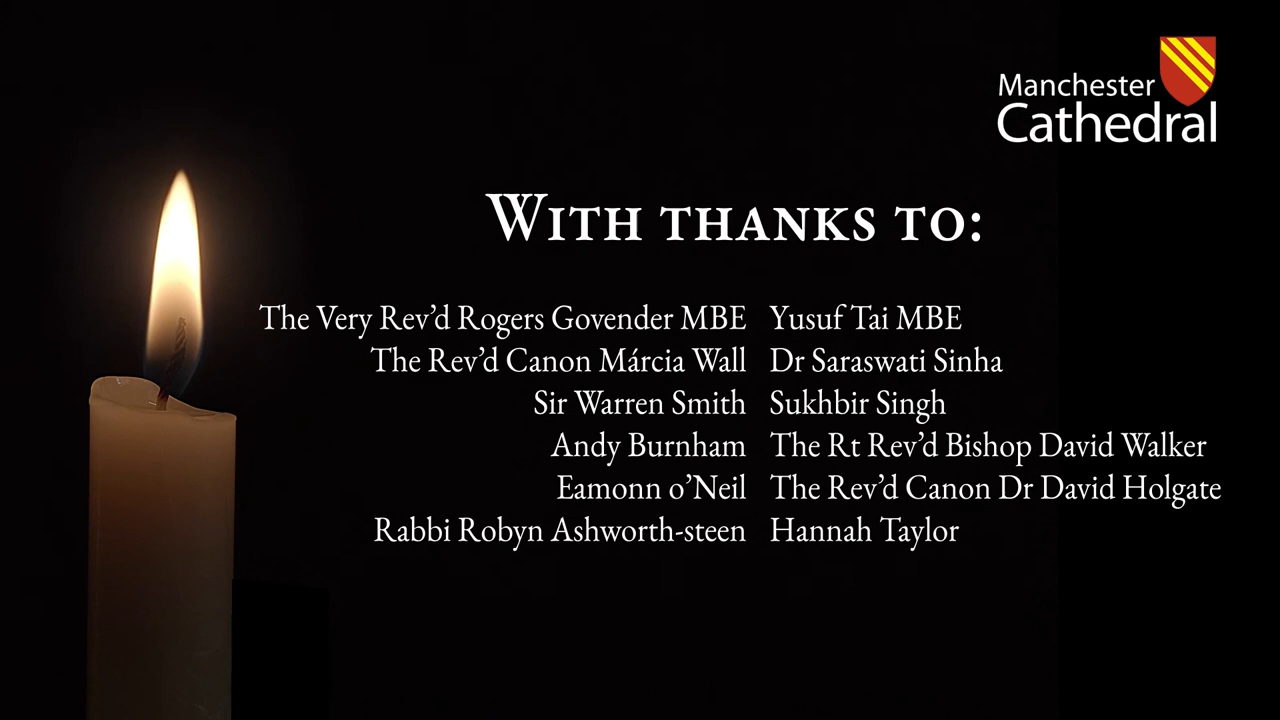 Manchester
Cathedral
With thanks to:
The Very Rev’d Rogers Govender MBE
The Rev’d Canon Márcia Wall
Sir Warren Smith
Andy Burnham
Eamonn o’Neil
Rabbi Robyn Ashworth-steen
Yusuf Tai MBE
Dr Saraswati Sinha
Sukhbir Singh
The Rt Rev’d Bishop David Walker
The Rev’d Canon Dr David Holgate
Hannah Taylor